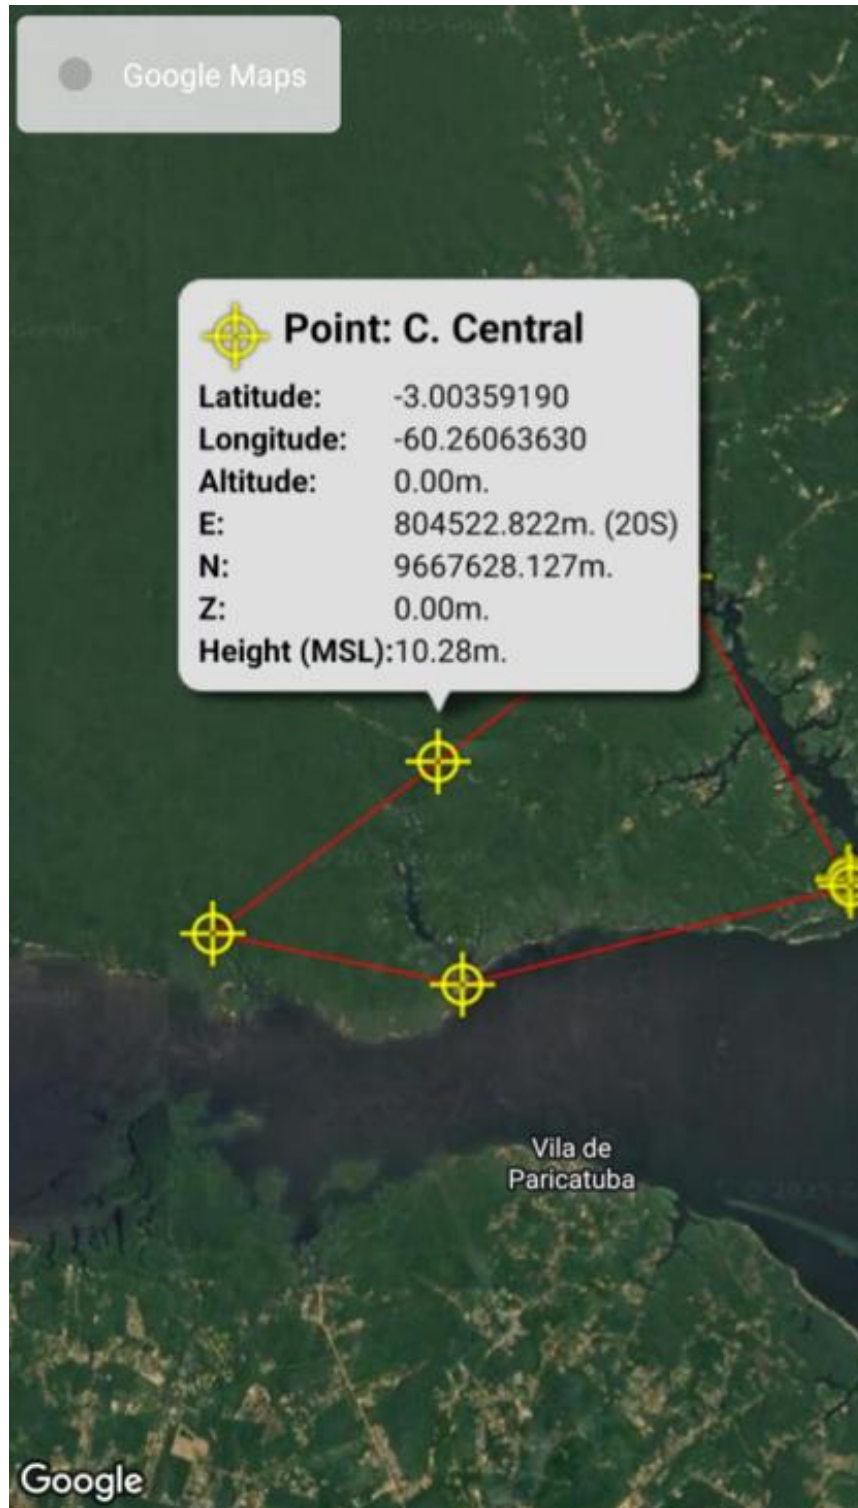 Google Maps
Point: C. Central
Latitude: -3.00359190
Longitude: -60.26063630
Altitude: 0.00m.
E: 804522.822m. (20S)
N: 9667628.127m.
Z: 0.00m.
Height (MSL):10.28m.
Vila de
Paricatuba
Google